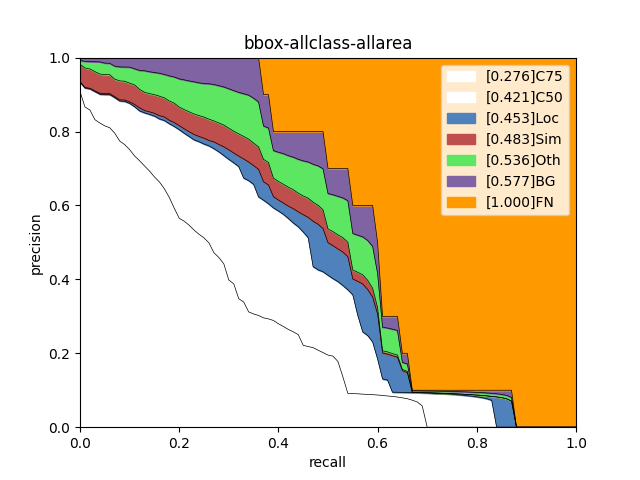 bbox-allclass-allarea
1.0
0.8
0.6
0.4
0.2
0.0
precision
[0.276]C75
[0.421]C50
[0.453]Loc
[0.483]Sim
[0.536]Oth
[0.577]BG
[1.000]FN
0.0 0.2 0.4 0.6 0.8 1.0
recall